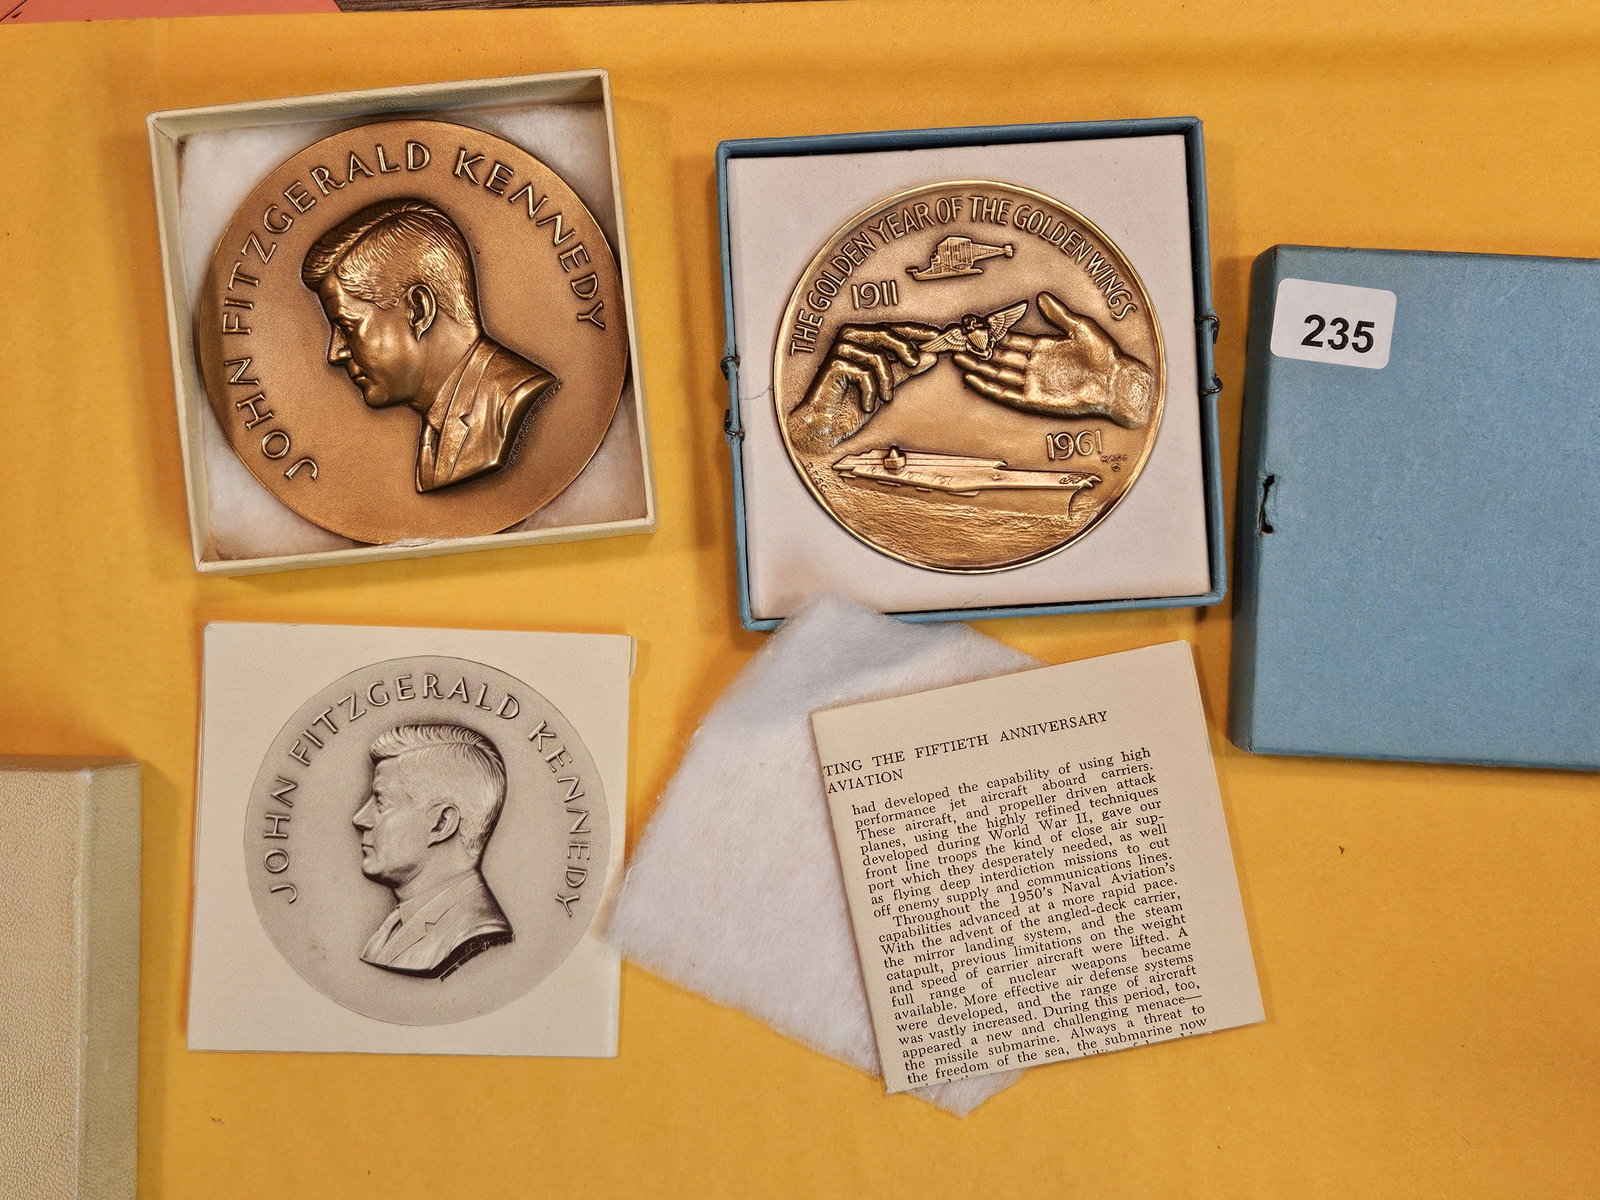 JOHN FITZGERALD KENNEDY
THE GOLDEN YEAR OF THE GOLDEN WINGS
1911
1961
235
JOHN FITZGERALD KENNEDY
TING THE FIFTIETH ANNIVERSARY
AVIATION
had developed the capability of using high
performance jet aircraft aboard carriers.
These aircraft, and propeller driven attack
planes, using the highly refined techniques
developed during World War II, gave our
front line troops the kind of close air sup-
port which they desperately needed, as well
as flying deep interdiction missions to cut
off enemy supply and communications lines.
Throughout the 1950's Naval Aviation's
capabilities advanced at a more rapid pace.
With the advent of the angled-deck carrier,
the mirror landing system, and the steam
catapult, previous limitations on the weight
and speed of carrier aircraft were lifted. A
full range of nuclear weapons became
available. More effective air defense systems
were developed, and the range of aircraft
was vastly increased. During this period, too,
appeared a new and challenging menace—
the missile submarine. Always a threat to
the freedom of the sea, the submarine now